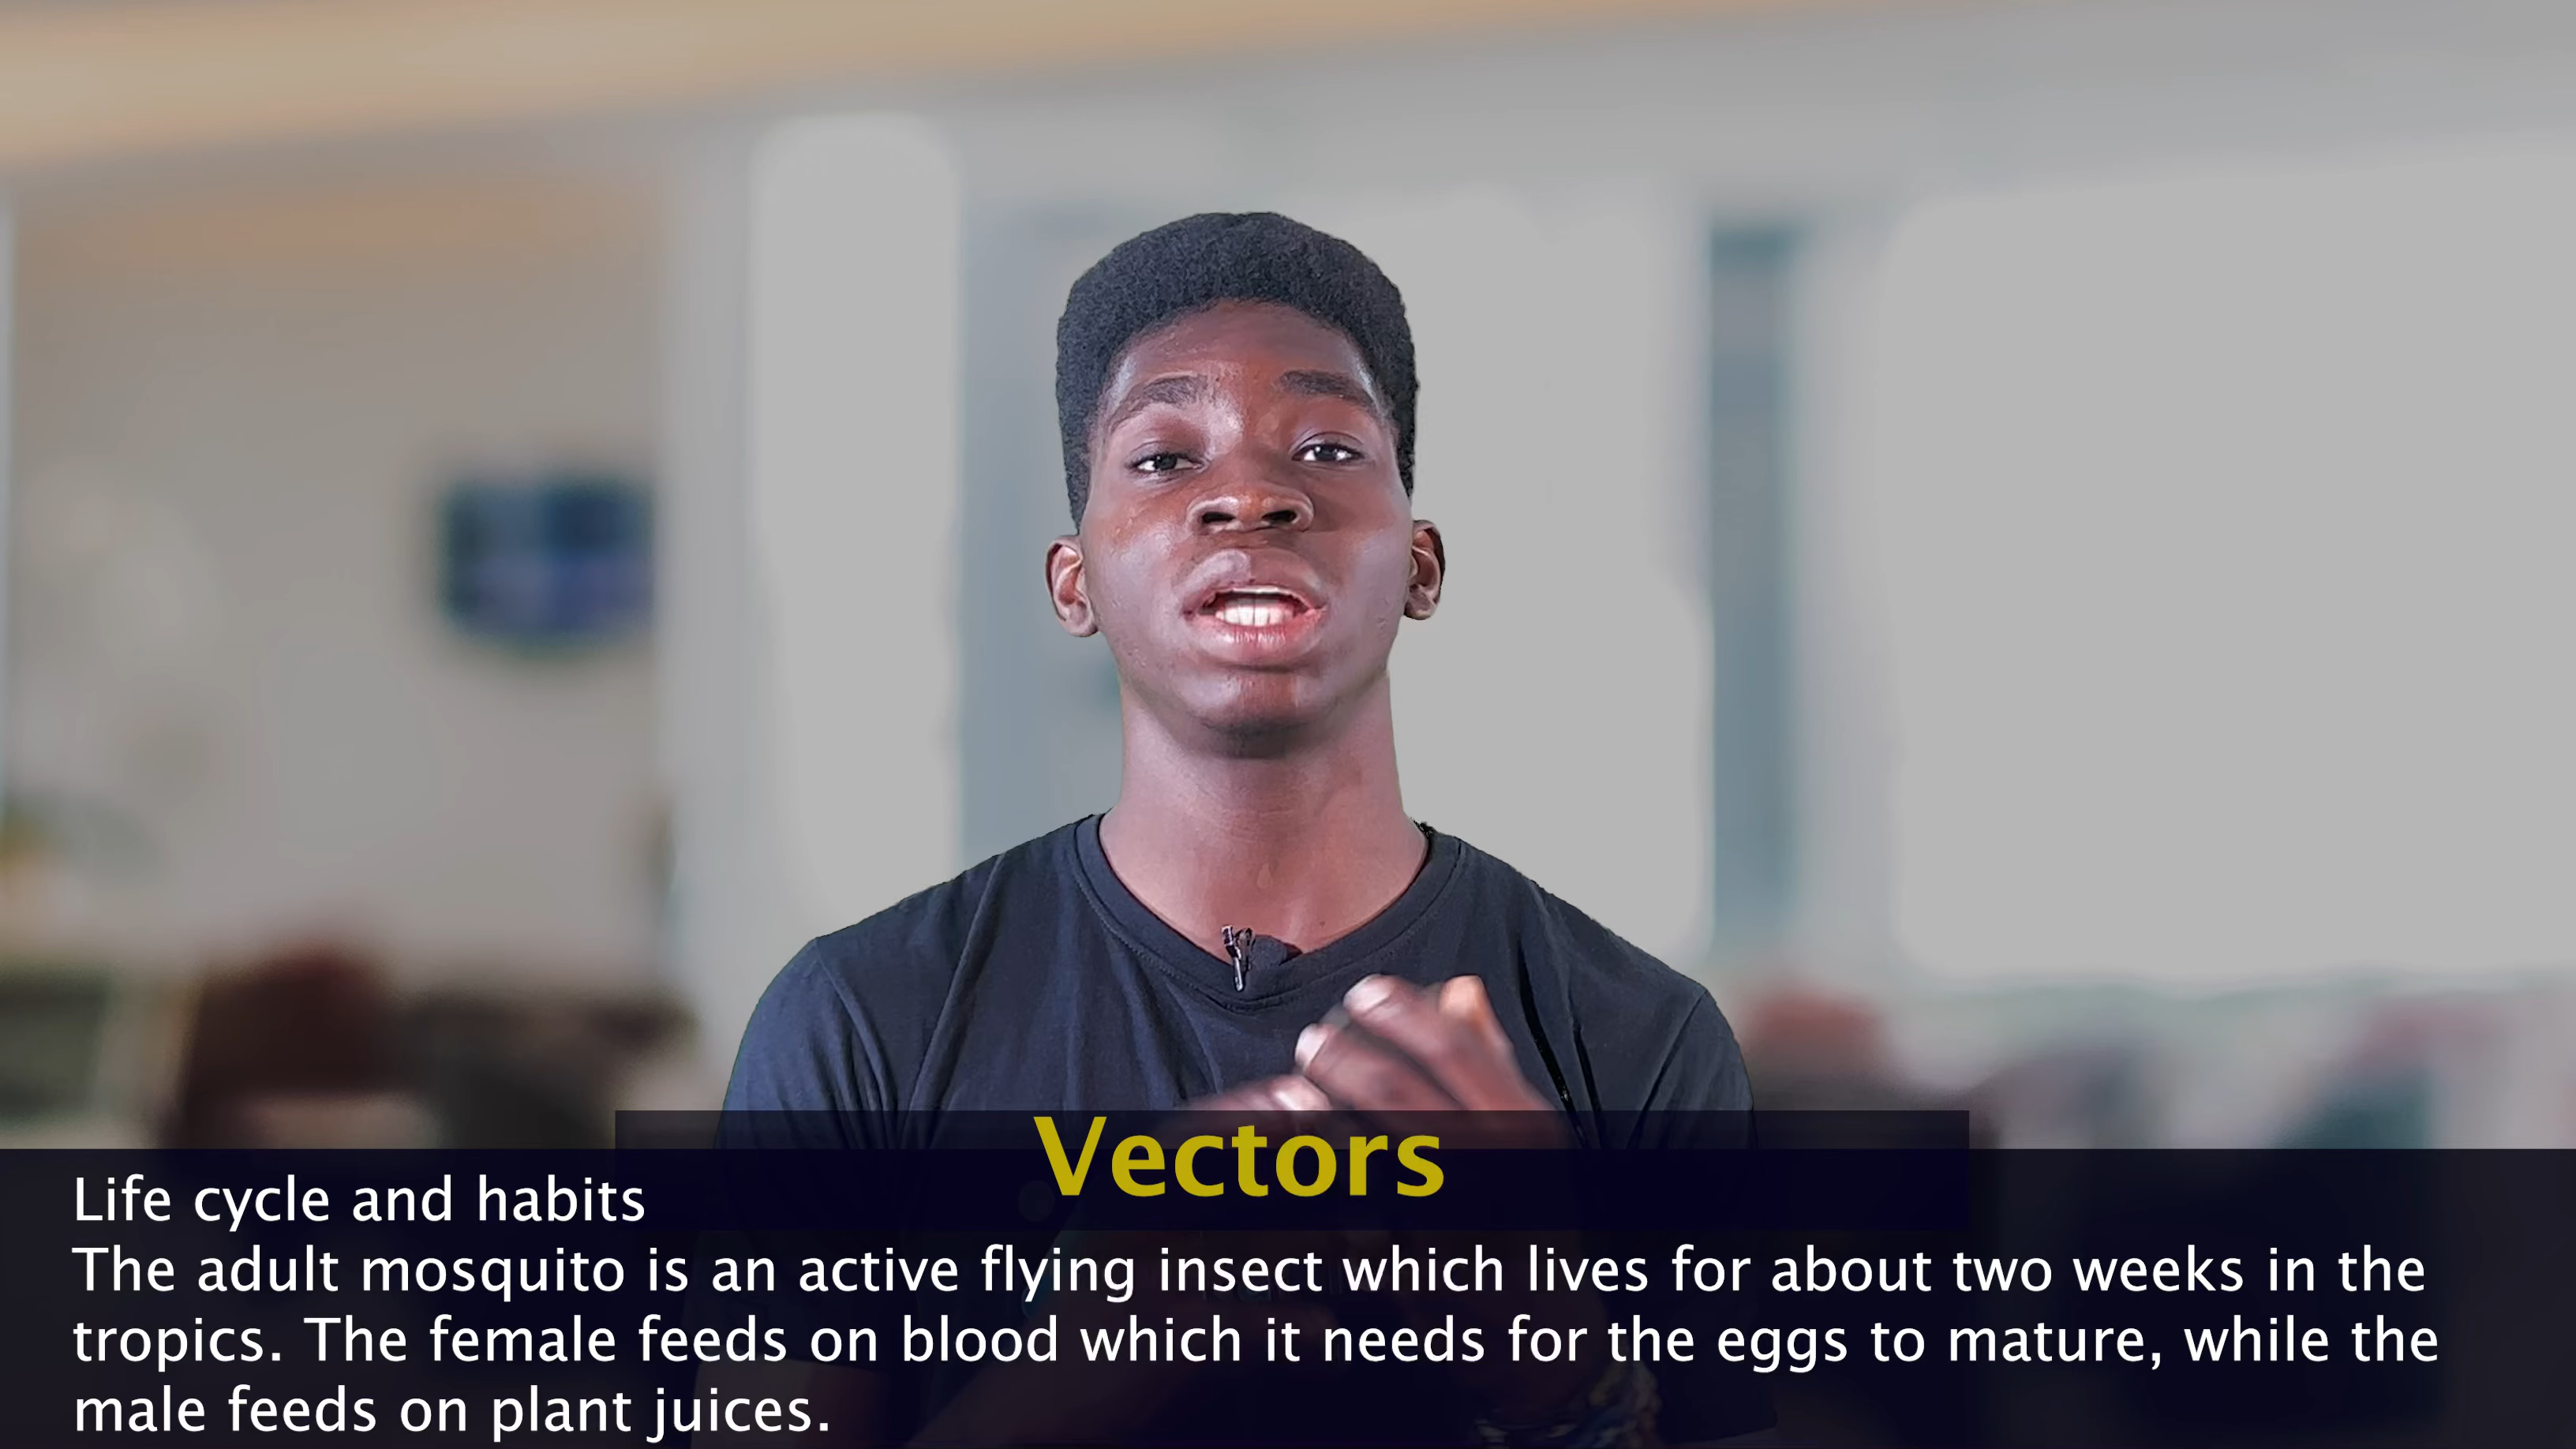 Vectors
Life cycle and habits
The adult mosquito is an active flying insect which lives for about two weeks in the
tropics. The female feeds on blood which it needs for the eggs to mature, while the
male feeds on plant juices.